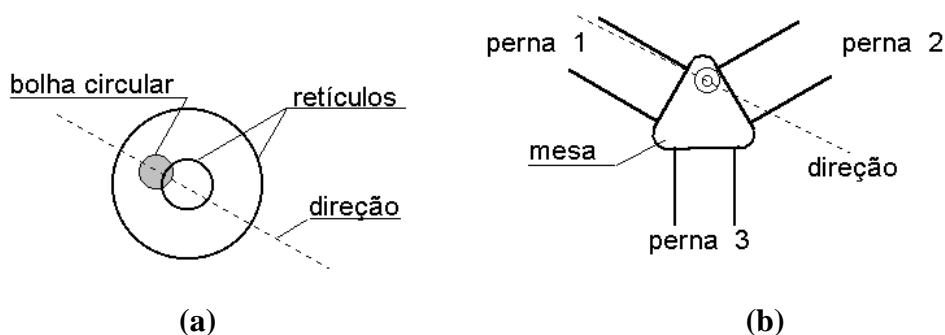 bolha circular
retículos
direção
(a)
perna 1
perna 2
mesa
direção
perna 3
(b)